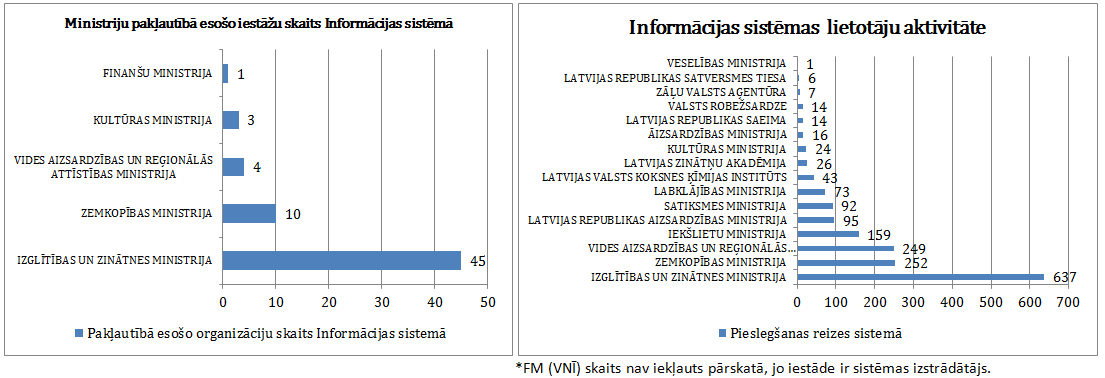 Ministriju pakļautībā esošo iestāžu skaits Informācijas sistēmā
FINANŠU MINISTRIJA
1
KULTŪRAS MINISTRIJA
3
VIDES AIZSARDZĪBAS UN REĢIONĀLĀS
ATTĪSTĪBAS MINISTRIJA
4
ZEMKOPĪBAS MINISTRIJA
10
IZGLĪTĪBAS UN ZINĀTNES MINISTRIJA
45
0 10 20 30 40 50
Pakļautībā esošo organizāciju skaits Informācijas sistēmā
Informācijas sistēmas lietotāju aktivitāte
VESELĪBAS MINISTRIJA
1
LATVIJAS REPUBLIKAS SATVERSMES TIESA
6
ZĀĻU VALSTS AĢENTŪRA
7
VALSTS ROBEŽSARDZE
14
LATVIJAS REPUBLIKAS SAEIMA
14
AIZSARDZĪBAS MINISTRIJA
16
KULTŪRAS MINISTRIJA
24
LATVIJAS ZINĀTŅU AKADĒMIJA
26
LATVIJAS VALSTS KOKSNES ĶĪMIJAS INSTITŪTS
43
LABKLĀJĪBAS MINISTRIJA
73
SATIKSMES MINISTRIJA
92
LATVIJAS REPUBLIKAS AIZSARDZĪBAS MINISTRIJA
95
IEKŠLIETU MINISTRIJA
159
VIDES AIZSARDZĪBAS UN REĢIONĀLĀS...
249
ZEMKOPĪBAS MINISTRIJA
252
IZGLĪTĪBAS UN ZINĀTNES MINISTRIJA
637
0 100 200 300 400 500 600 700
Pieslegšanas reizes sistēmā
*FM (VNĪ) skaits nav iekļauts pārskatā, jo iestāde ir sistēmas izstrādātājs.